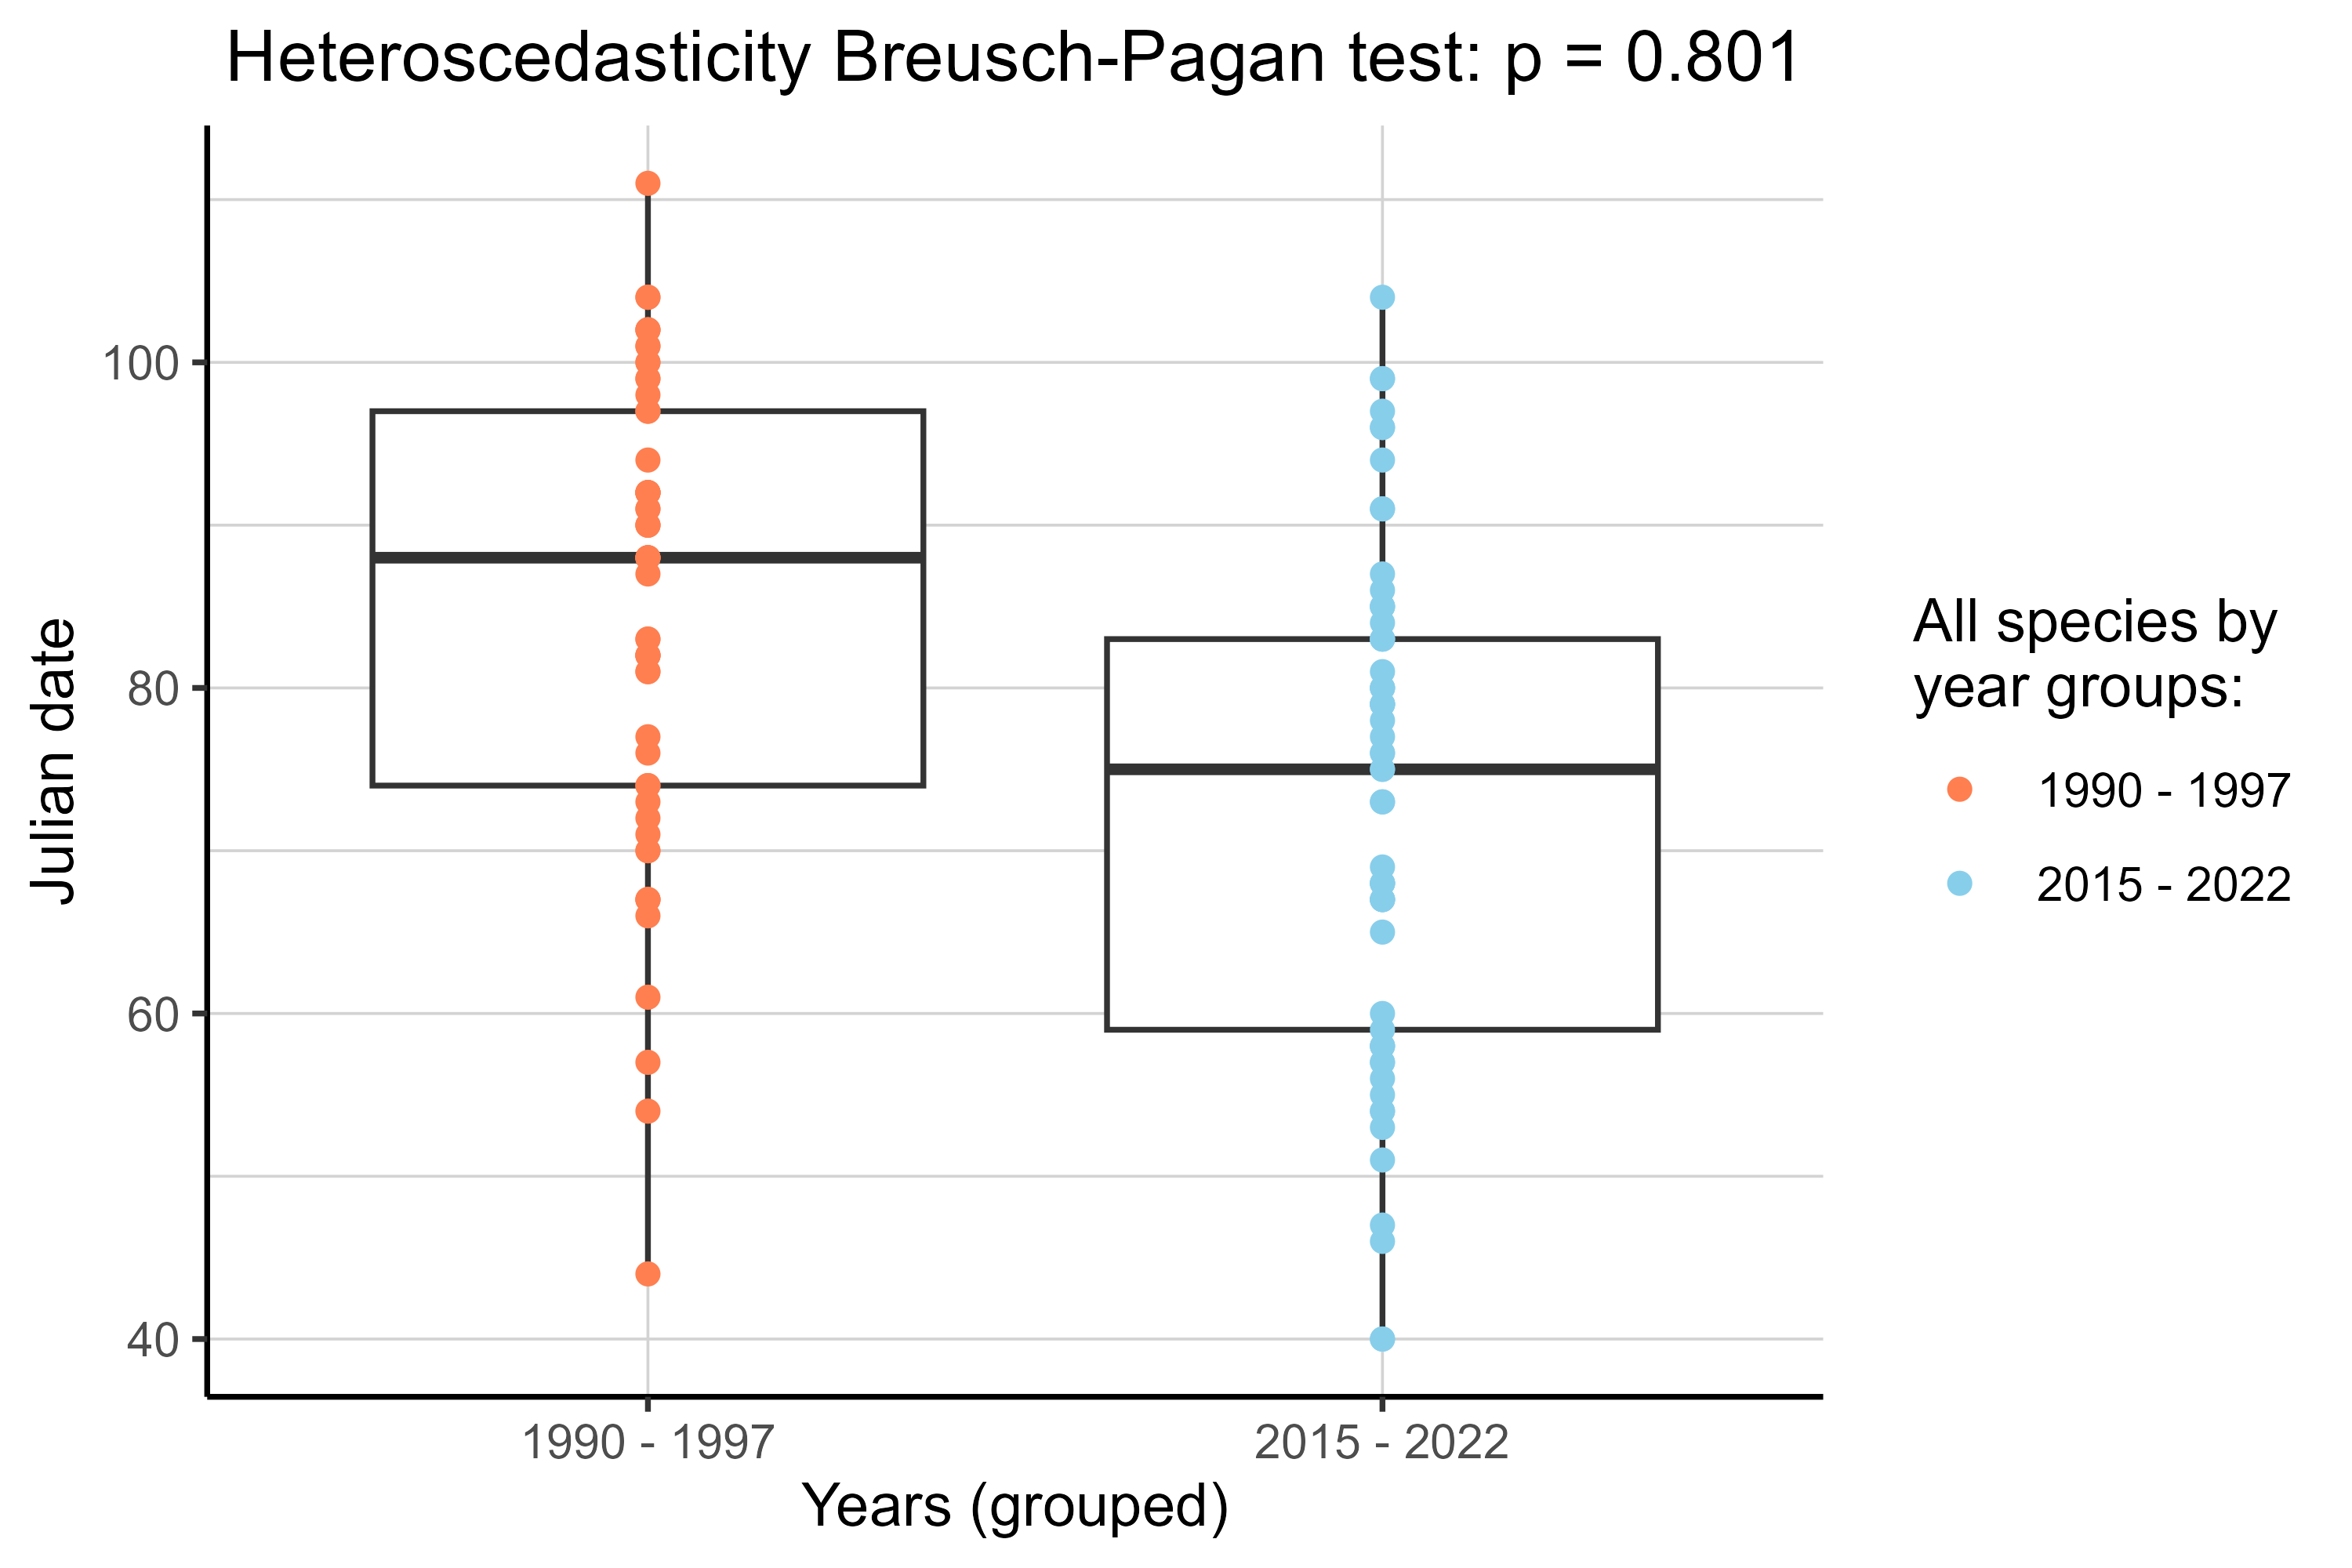 Heteroscedasticity Breusch-Pagan test: p = 0.801
Julian date
100
80
60
40
1990 - 1997
2015 - 2022
Years (grouped)
All species by
year groups:
1990 - 1997
2015 - 2022